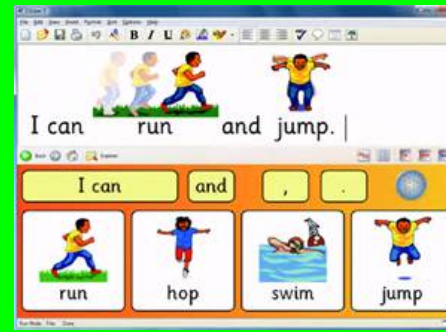 I can run and jump.
I can and , .
run hop swim jump